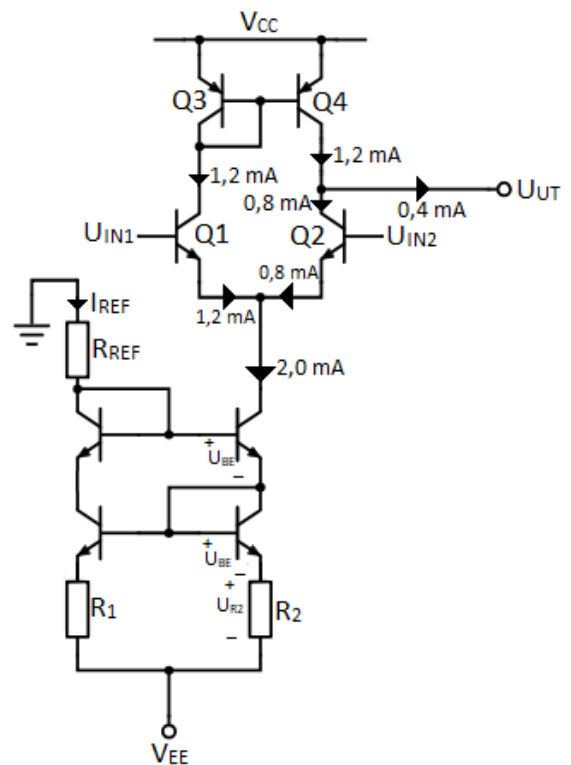 VCC
Q3
Q4
1,2 mA
1,2 mA
0,8 mA
UUT
0,4 mA
UIN1
Q1
Q2
UIN2
0,8 mA
1,2 mA
IREF
RREF
2,0 mA
+
UBE
–
+
UBE
–
+
R1
UR2
R2
–
VEE